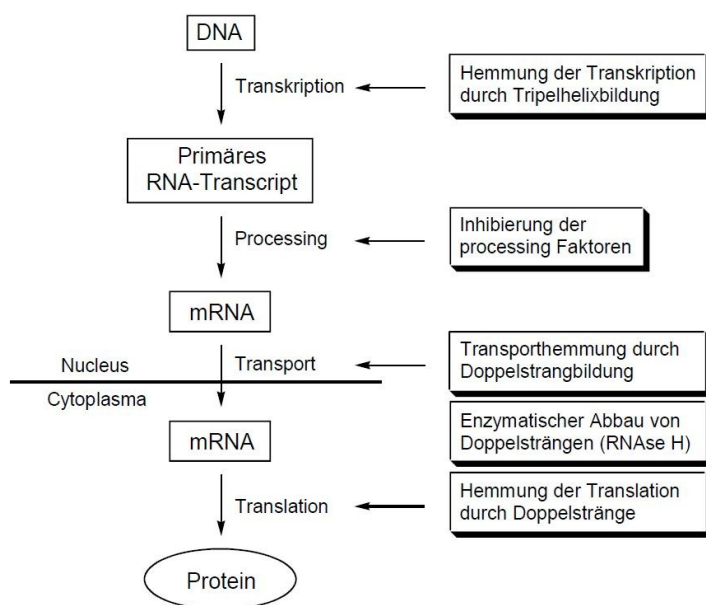 DNA
Transkription
Hemmung der Transkription
durch Tripelhelixbildung
Primäres
RNA-Transcript
Processing
Inhibierung der
processing Faktoren
mRNA
Nucleus
Transport
Transporthemmung durch
Doppelstrangbildung
Cytoplasma
mRNA
Enzymatischer Abbau von
Doppelsträngen (RNAse H)
Translation
Hemmung der Translation
durch Doppelstränge
Protein